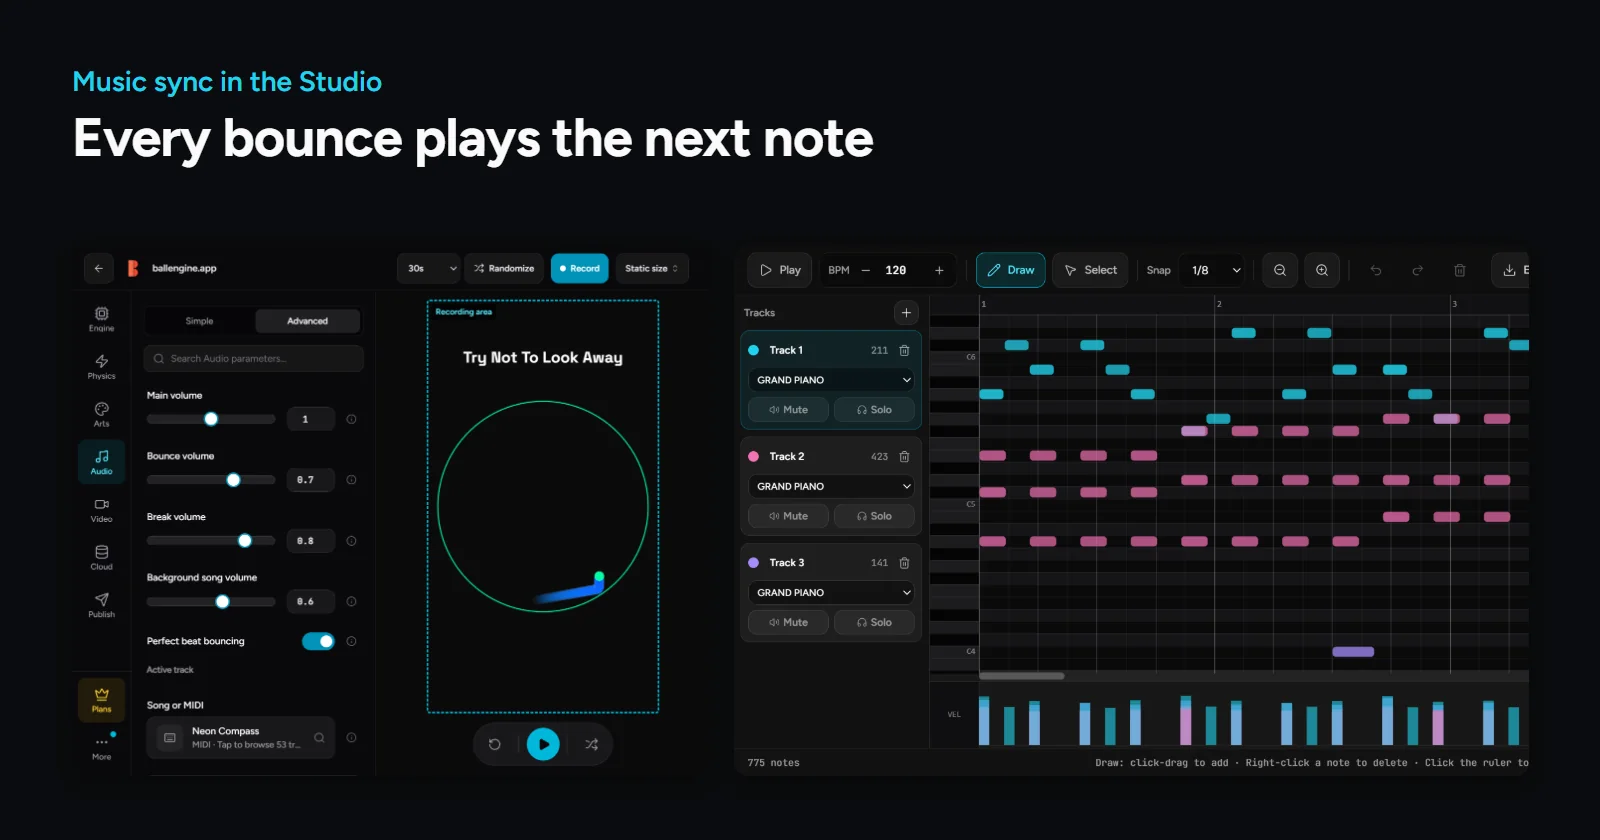 Music sync in the Studio
Every bounce plays the next note
ballengine.app
30s
Randomize
Record
Static size
Engine
Physics
Arts
Audio
Video
Cloud
Publish
Plans
More
Simple
Advanced
Search Audio parameters...
Main volume
1
Bounce volume
0.7
Break volume
0.8
Background song volume
0.6
Perfect beat bouncing
Active track
Song or MIDI
Neon Compass
MIDI · Tap to browse 53 tr...
Recording area
Try Not To Look Away
Play
BPM
120
Draw
Select
Snap
1/8
E
Tracks
Track 1
211
GRAND PIANO
Mute
Solo
Track 2
423
GRAND PIANO
Mute
Solo
Track 3
141
GRAND PIANO
Mute
Solo
1
2
3
C6
C5
C4
VEL
775 notes
Draw: click-drag to add · Right-click a note to delete · Click the ruler to